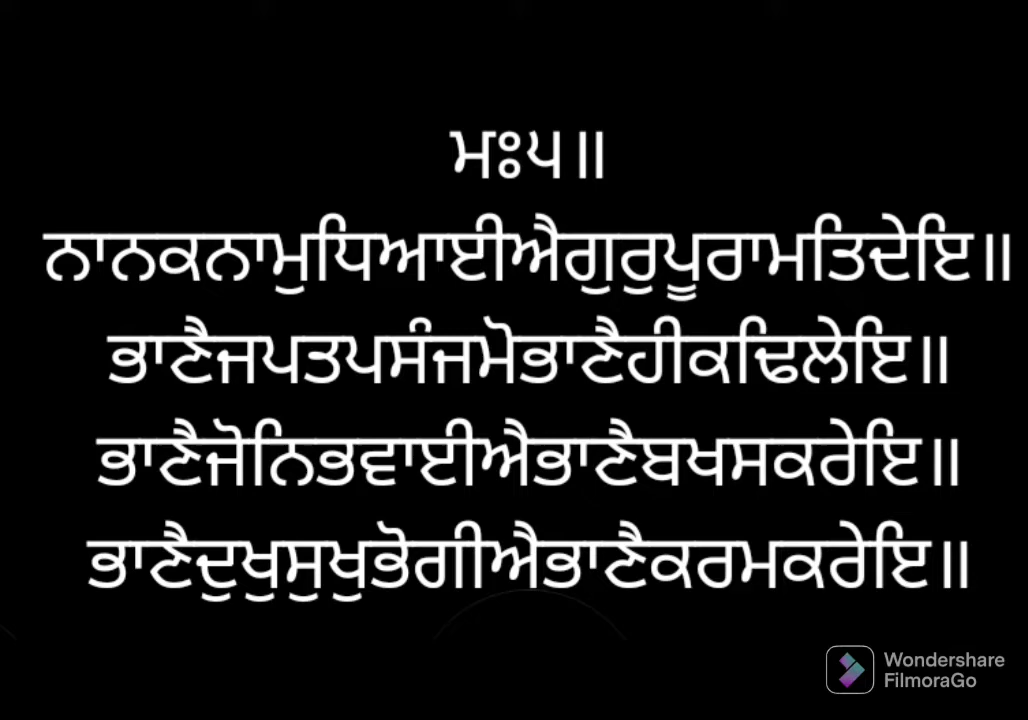 ਮਃ੫॥
ਨਾਨਕਨਾਮੁਧਿਆਈਐਗੁਰੁਪੂਰਾਮਤਿਦੇਇ॥
ਭਾਣੈਜਪਤਪਸੰਜਮੋਭਾਣੈਹੀਕਢਿਲੇਇ॥
ਭਾਣੈਜੋਨਿਭਵਾਈਐਭਾਣੈਬਖਸਕਰੇਇ॥
ਭਾਣੈਦੁਖੁਸੁਖੁਭੋਗੀਐਭਾਣੈਕਰਮਕਰੇਇ॥
Wondershare
FilmoraGo